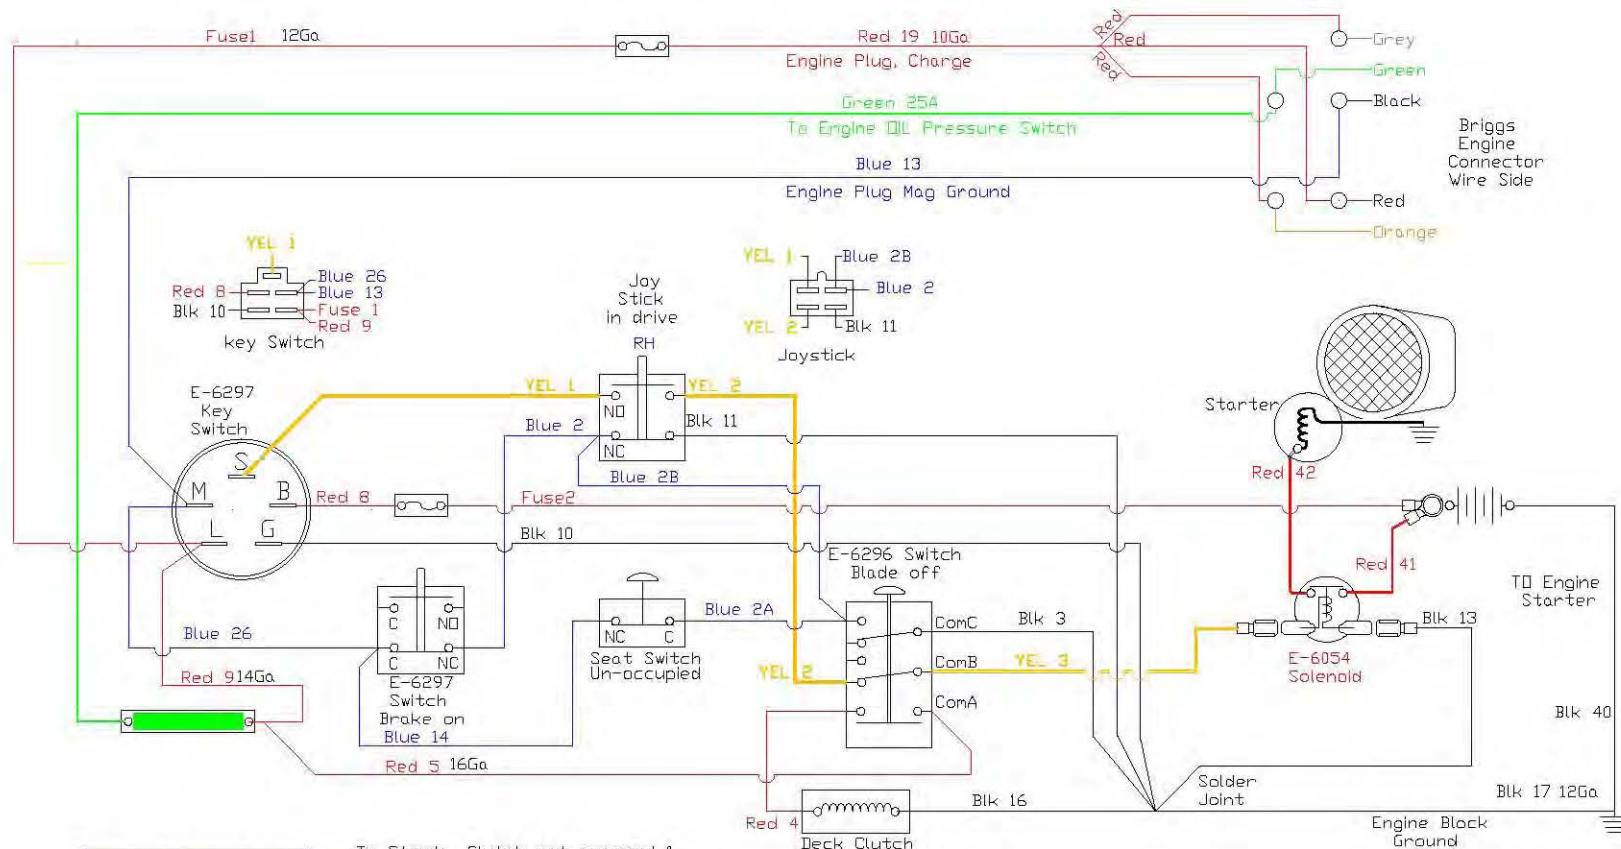 Fuse1 12Ga
Red 19 10Ga
Engine Plug, Charge
Red
Red
Red
Grey
Green
Green 25A
To Engine OIL Pressure Switch
Black
Briggs
Engine
Connector
Wire Side
Blue 13
Engine Plug Mag Ground
Red
Orange
YEL 1
Red 8
Blk 10
Blue 26
Blue 13
Fuse 1
Red 9
key Switch
Joy
Stick
in drive
RH
YEL 1
Blue 2B
Blue 2
YEL 2
Blk 11
Joystick
E-6297
Key
Switch
YEL 1
YEL 2
NO
NC
Blk 11
Blue 2
Blue 2B
Starter
Red 42
S
M
B
L
G
Red 8
Fuse2
Blk 10
Red 41
TO Engine
Starter
E-6296 Switch
Blade off
C
NO
C
NC
E-6297
Switch
Brake on
Blue 26
Red 9 14Ga
Blue 14
Red 5 16Ga
NC
C
Seat Switch
Un-occupied
Blue 2A
YEL 2
ComC
ComB
ComA
Blk 3
YEL 3
Blk 13
E-6054
Solenoid
Blk 40
Solder
Joint
Blk 16
Red 4
Deck Clutch
Blk 17 12Ga
Engine Block
Ground